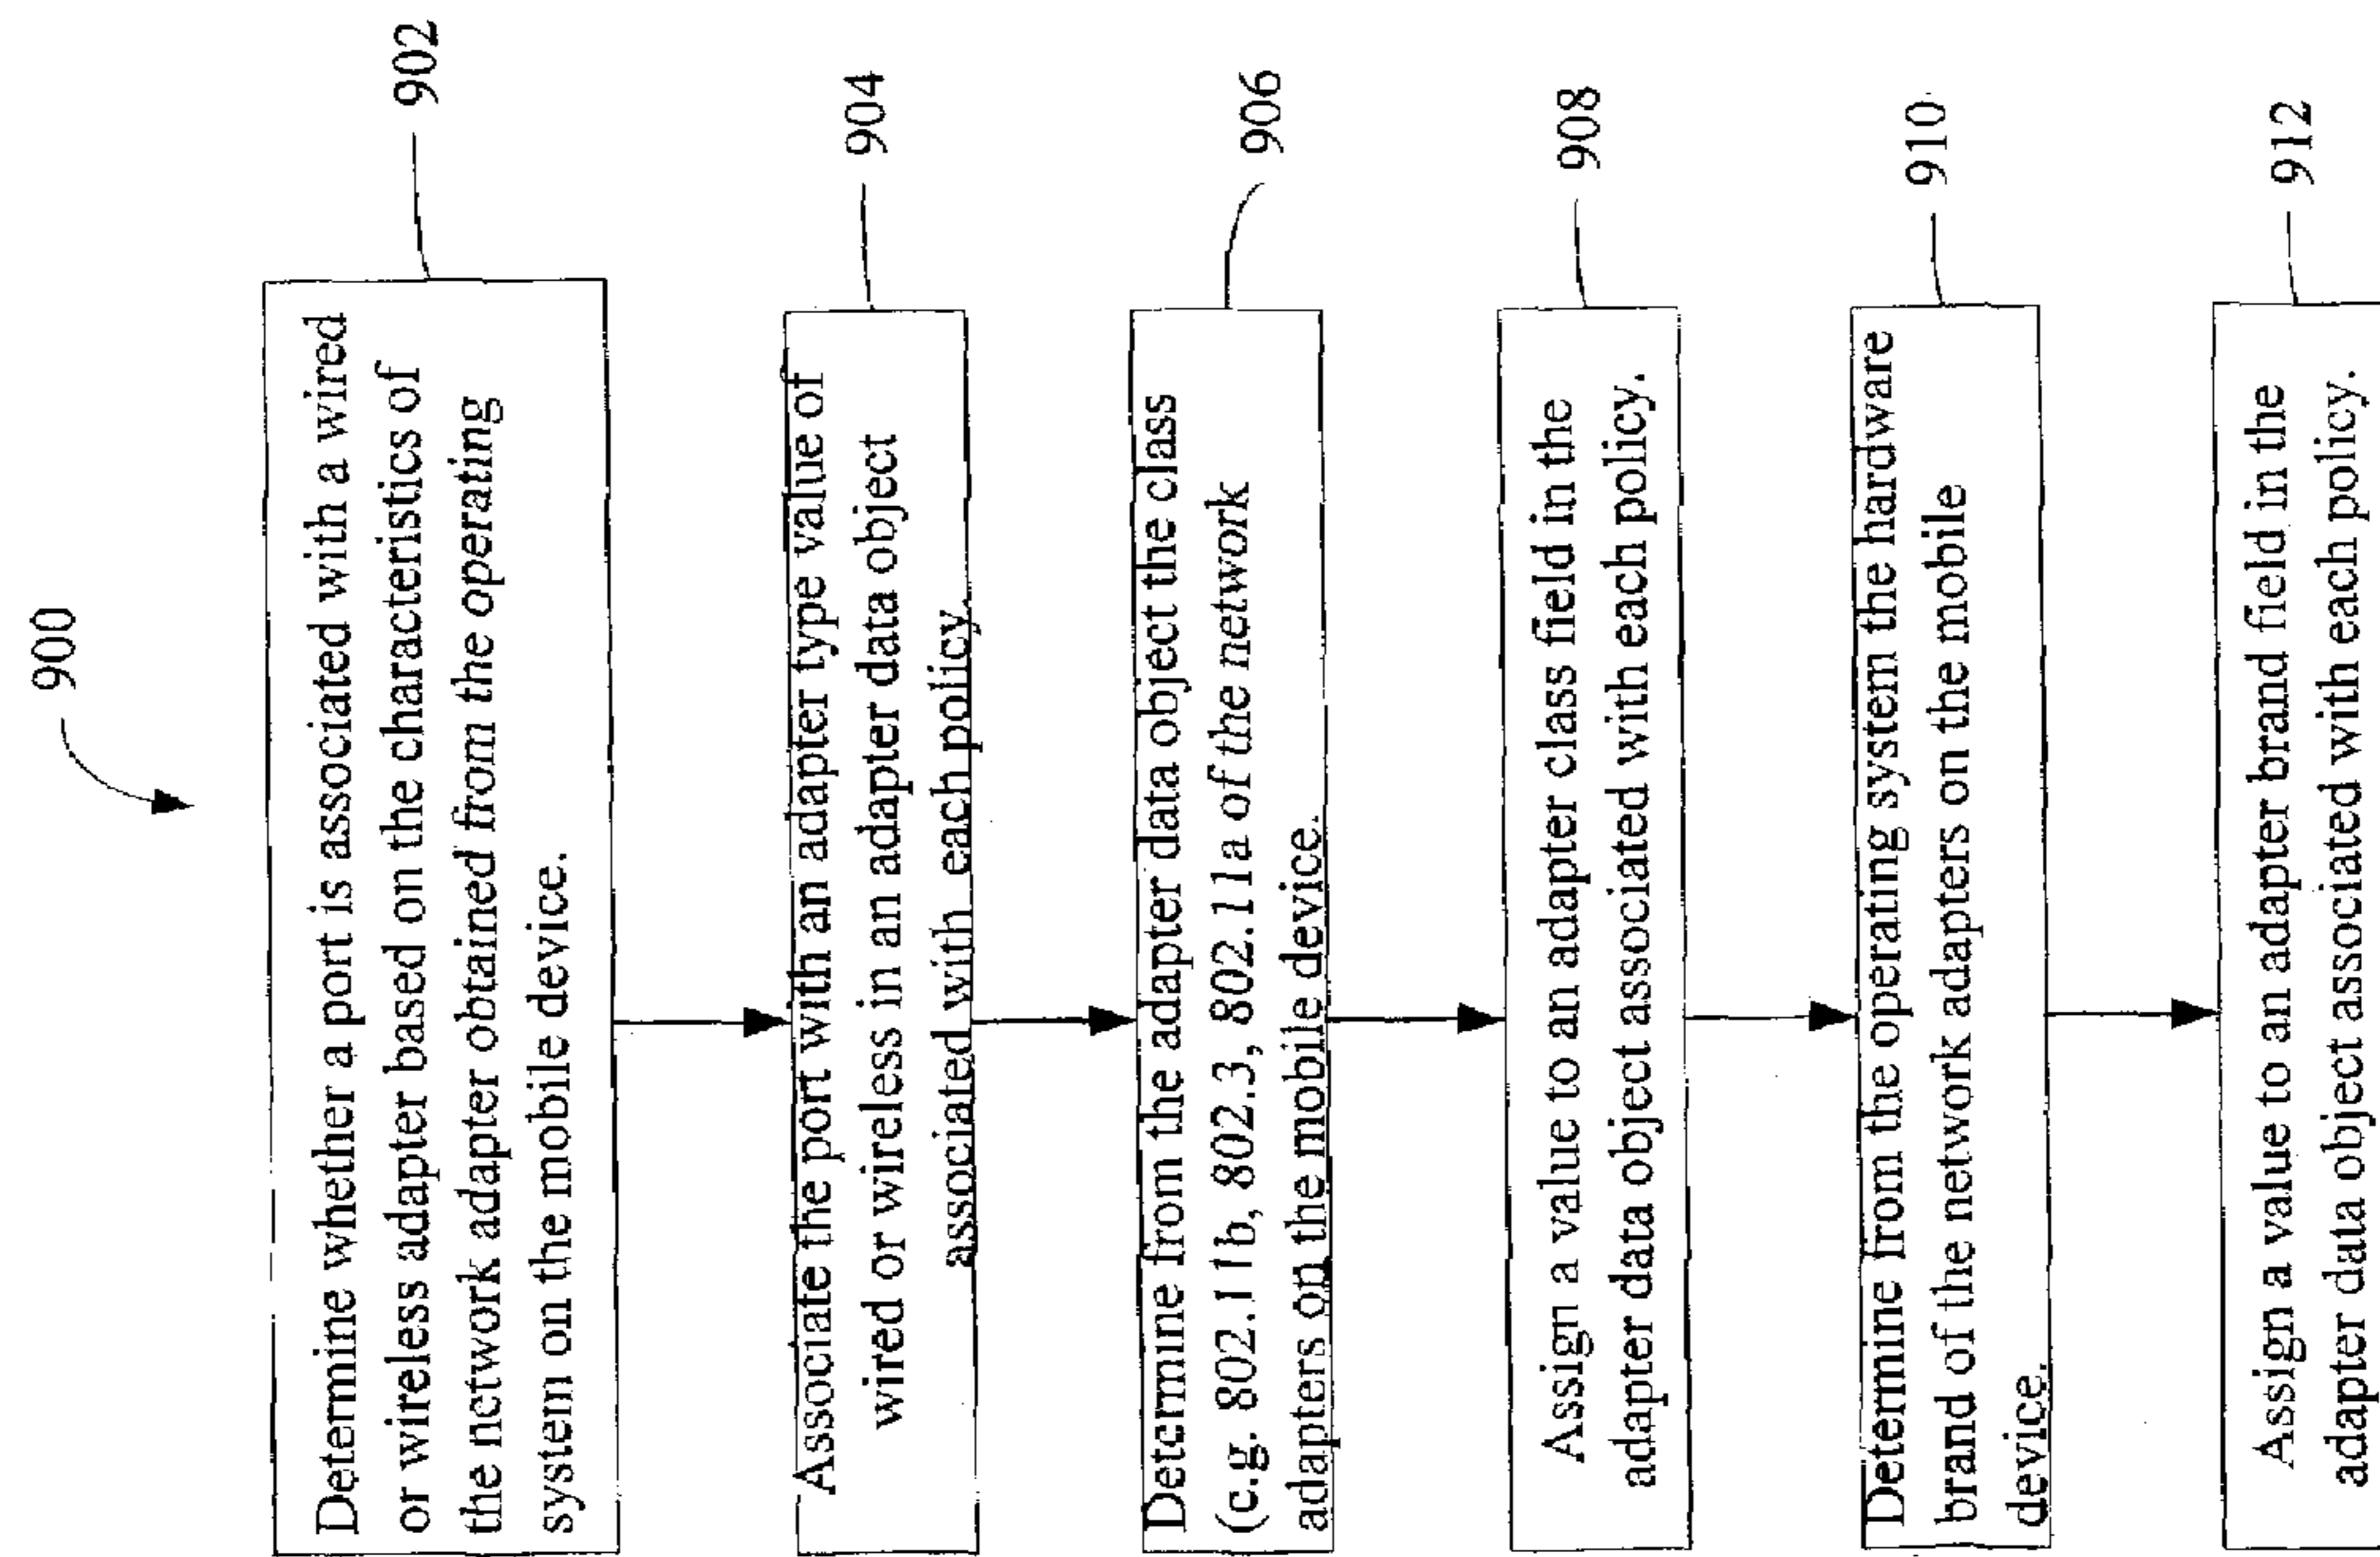 900
Determine whether a port is associated with a wired
or wireless adapter based on the characteristics of
the network adapter obtained from the operating
system on the mobile device.
902
Associate the port with an adapter type value of
wired or wireless in an adapter data object
associated with each policy.
904
Determine from the adapter data object the class
(e.g. 802.11b, 802.3, 802.11a of the network
adapters on the mobile device.
906
Assign a value to an adapter class field in the
adapter data object associated with each policy.
908
Determine from the operating system the hardware
brand of the network adapters on the mobile
device.
910
Assign a value to an adapter brand field in the
adapter data object associated with each policy.
912